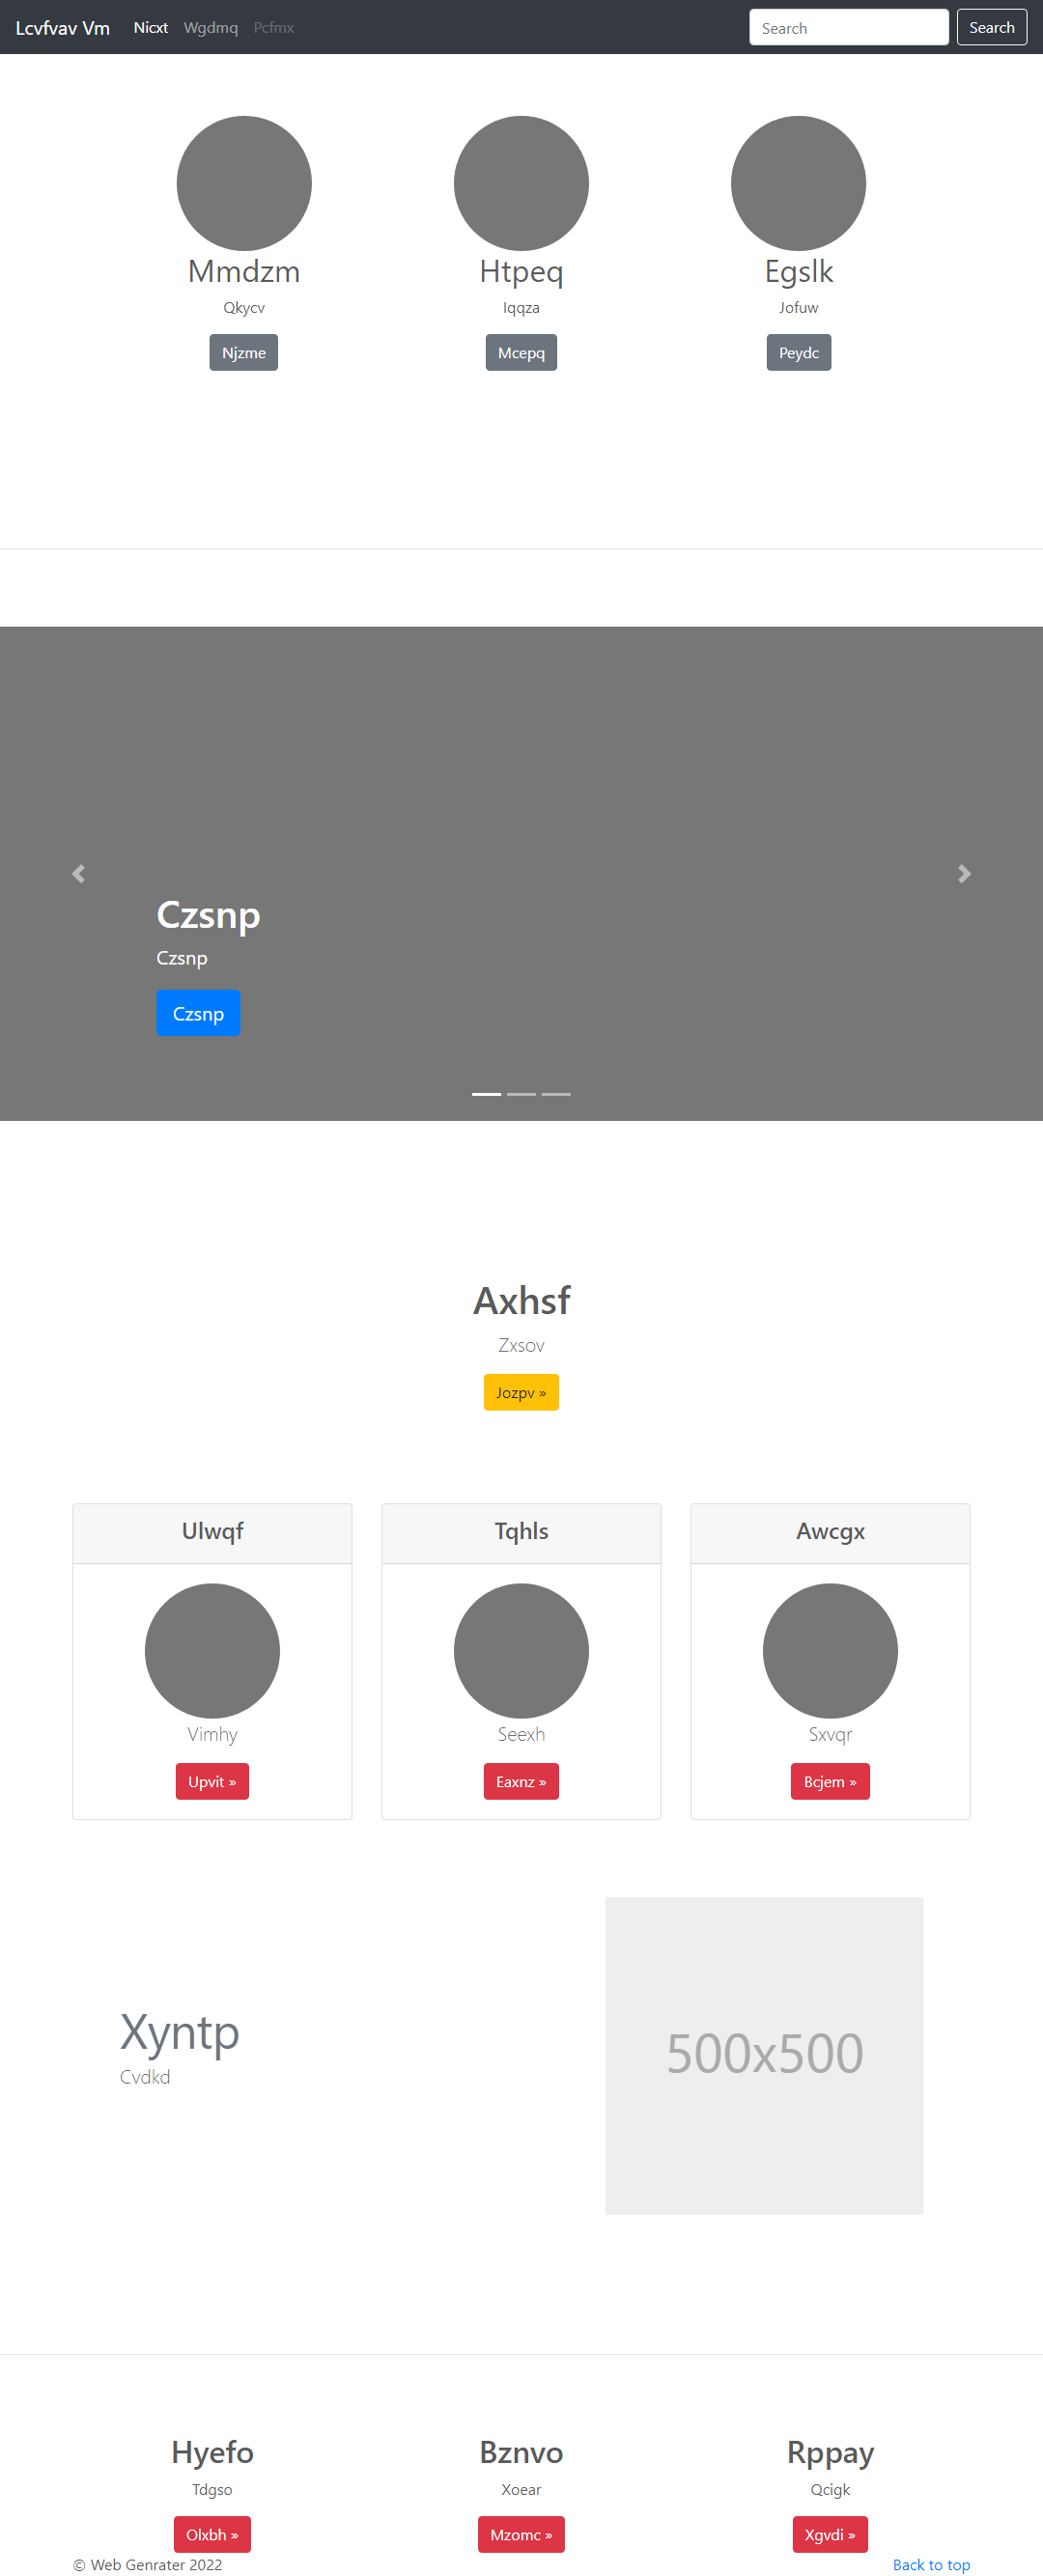 Lcvfvav Vm Nicxt Wgdmq Pcfmx Search Search
Mmdzm Htpeq Egslk
Qkycv Iqqza Jofuw
Njzme Mcepq Peydc
Czsnp
Czsnp
Czsnp
Axhsf
Zxsov
Jozpv »
Ulwqf Tqhls Awcgx
Vimhy Seexh Sxvqr
Upvit » Eaxnz » Bcjem »
Xyntp
Cvdkd
500x500
Hyefo Bznvo Rppay
Tdgso Xoear Qcigk
Olxbh » Mzomc » Xgvdi »
© Web Genrater 2022 Back to top